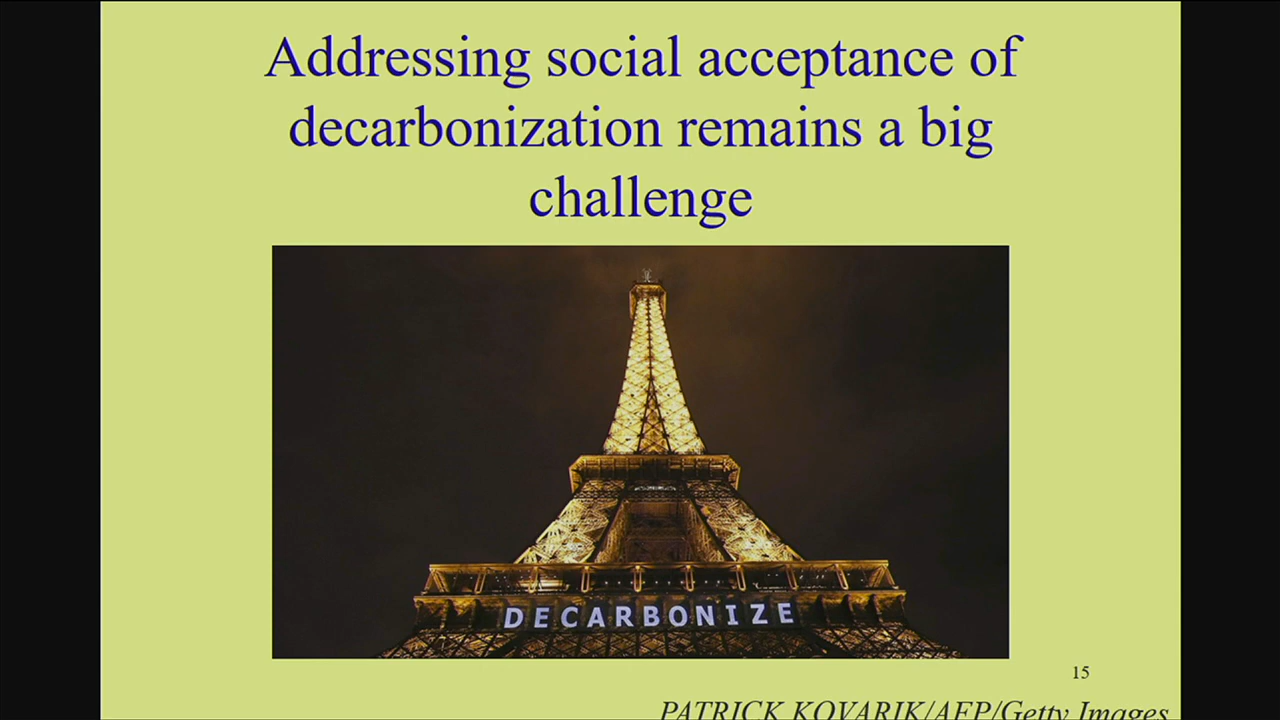 Addressing social acceptance of
decarbonization remains a big
challenge
DECARBONIZE
15
PATRICK KOVARIK/AFP/Getty Images